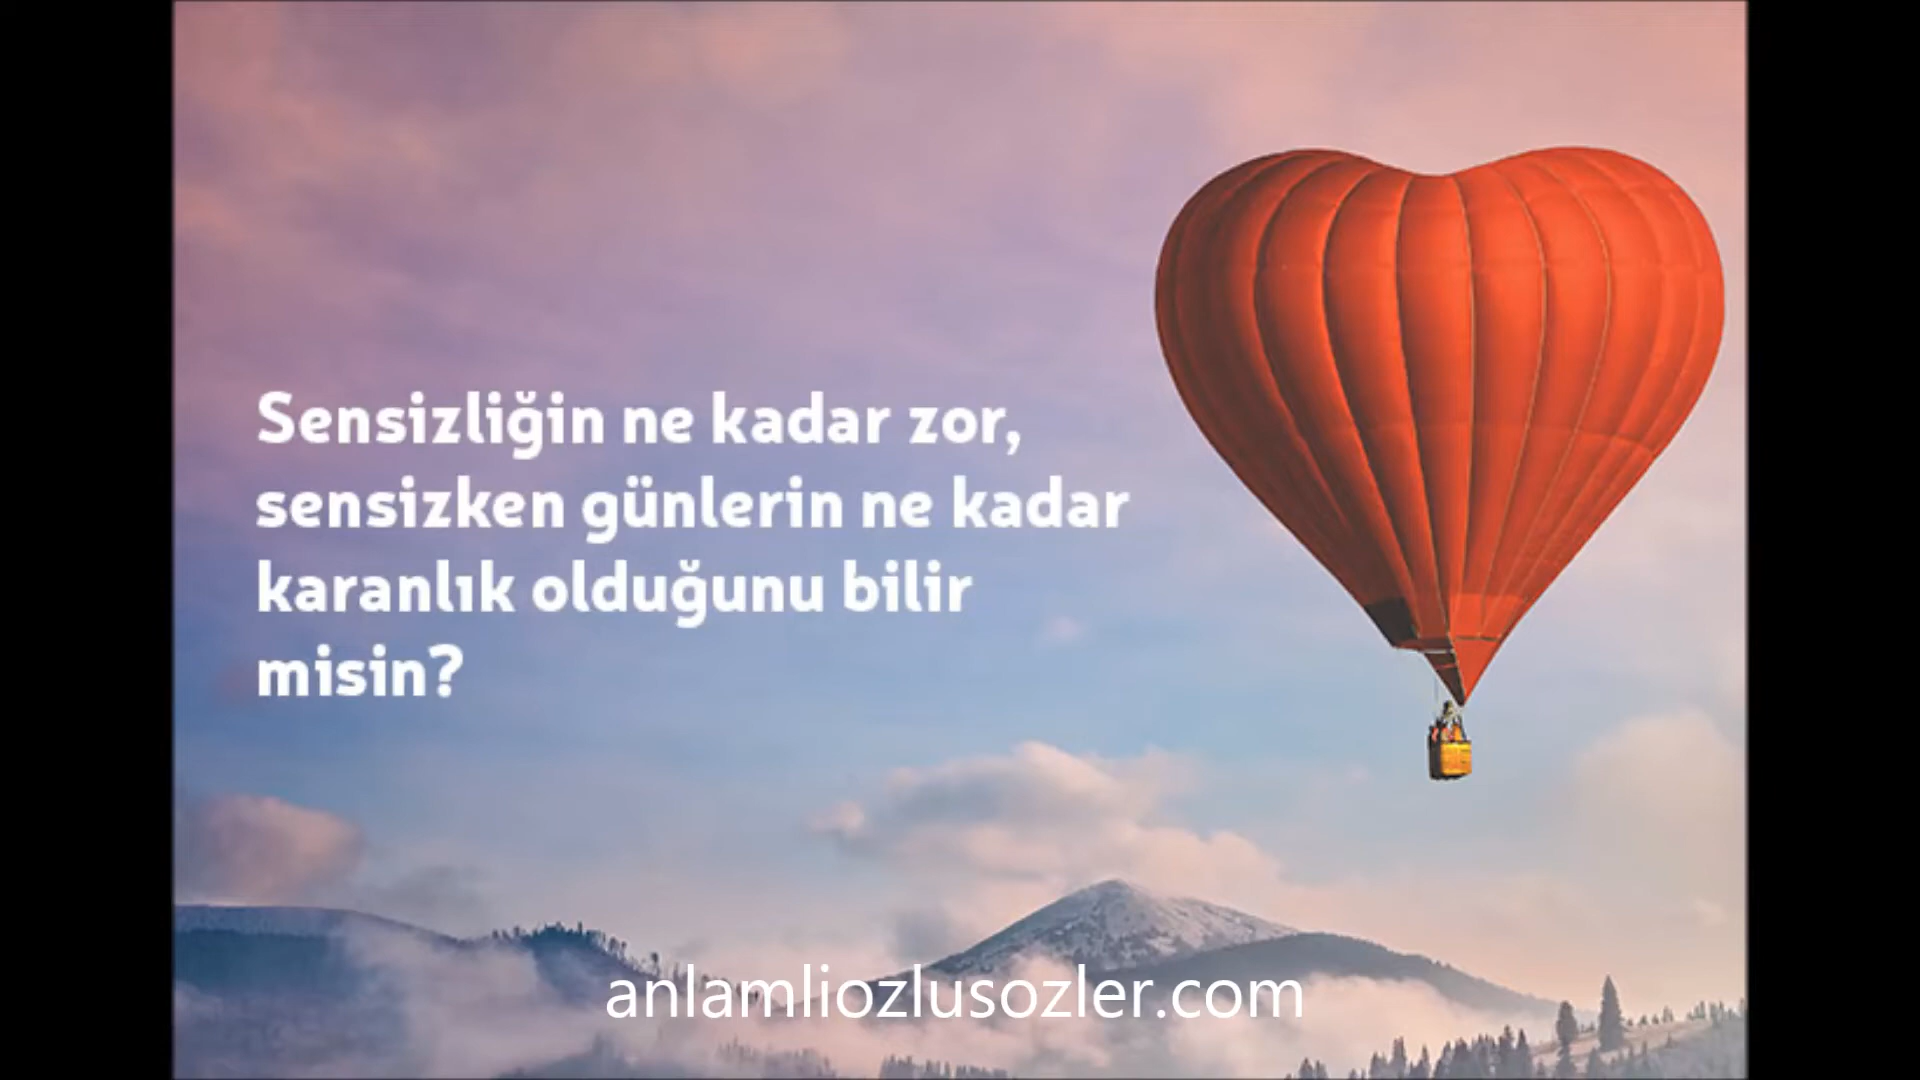 Sensizliğin ne kadar zor,
sensizken günlerin ne kadar
karanlık olduğunu bilir
misin?
anlamliozlusozler.com